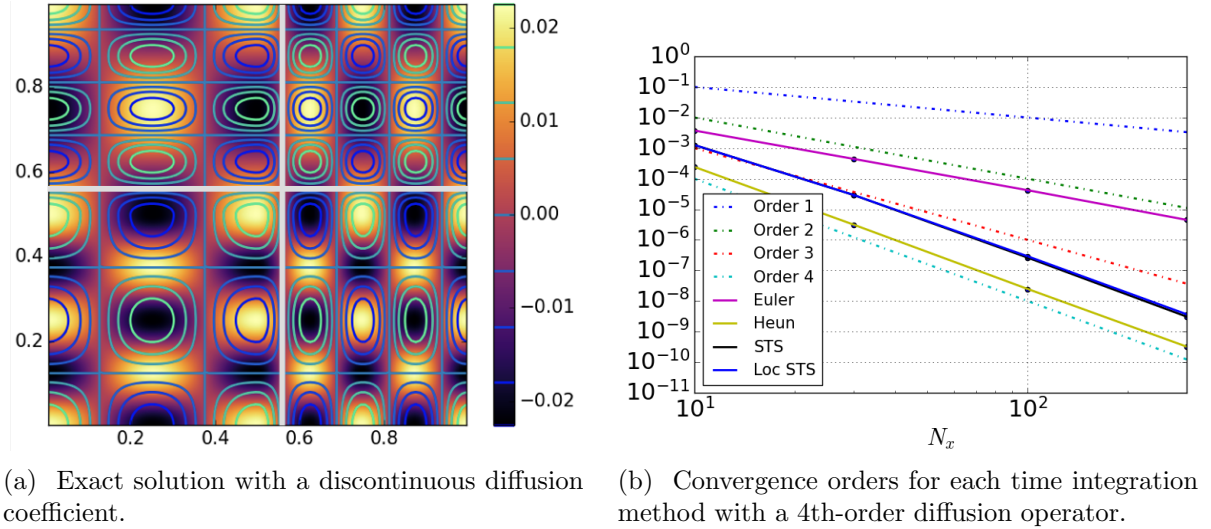 0.8
0.6
0.4
0.2
0.2
0.4
0.6
0.8
0.02
0.01
0.00
−0.01
−0.02
10^0
10^-1
10^-2
10^-3
10^-4
10^-5
10^-6
10^-7
10^-8
10^-9
10^-10
10^-11
Order 1
Order 2
Order 3
Order 4
Euler
Heun
STS
Loc STS
10^1
10^2
N_x
(a) Exact solution with a discontinuous diffusion
coefficient.
(b) Convergence orders for each time integration
method with a 4th-order diffusion operator.